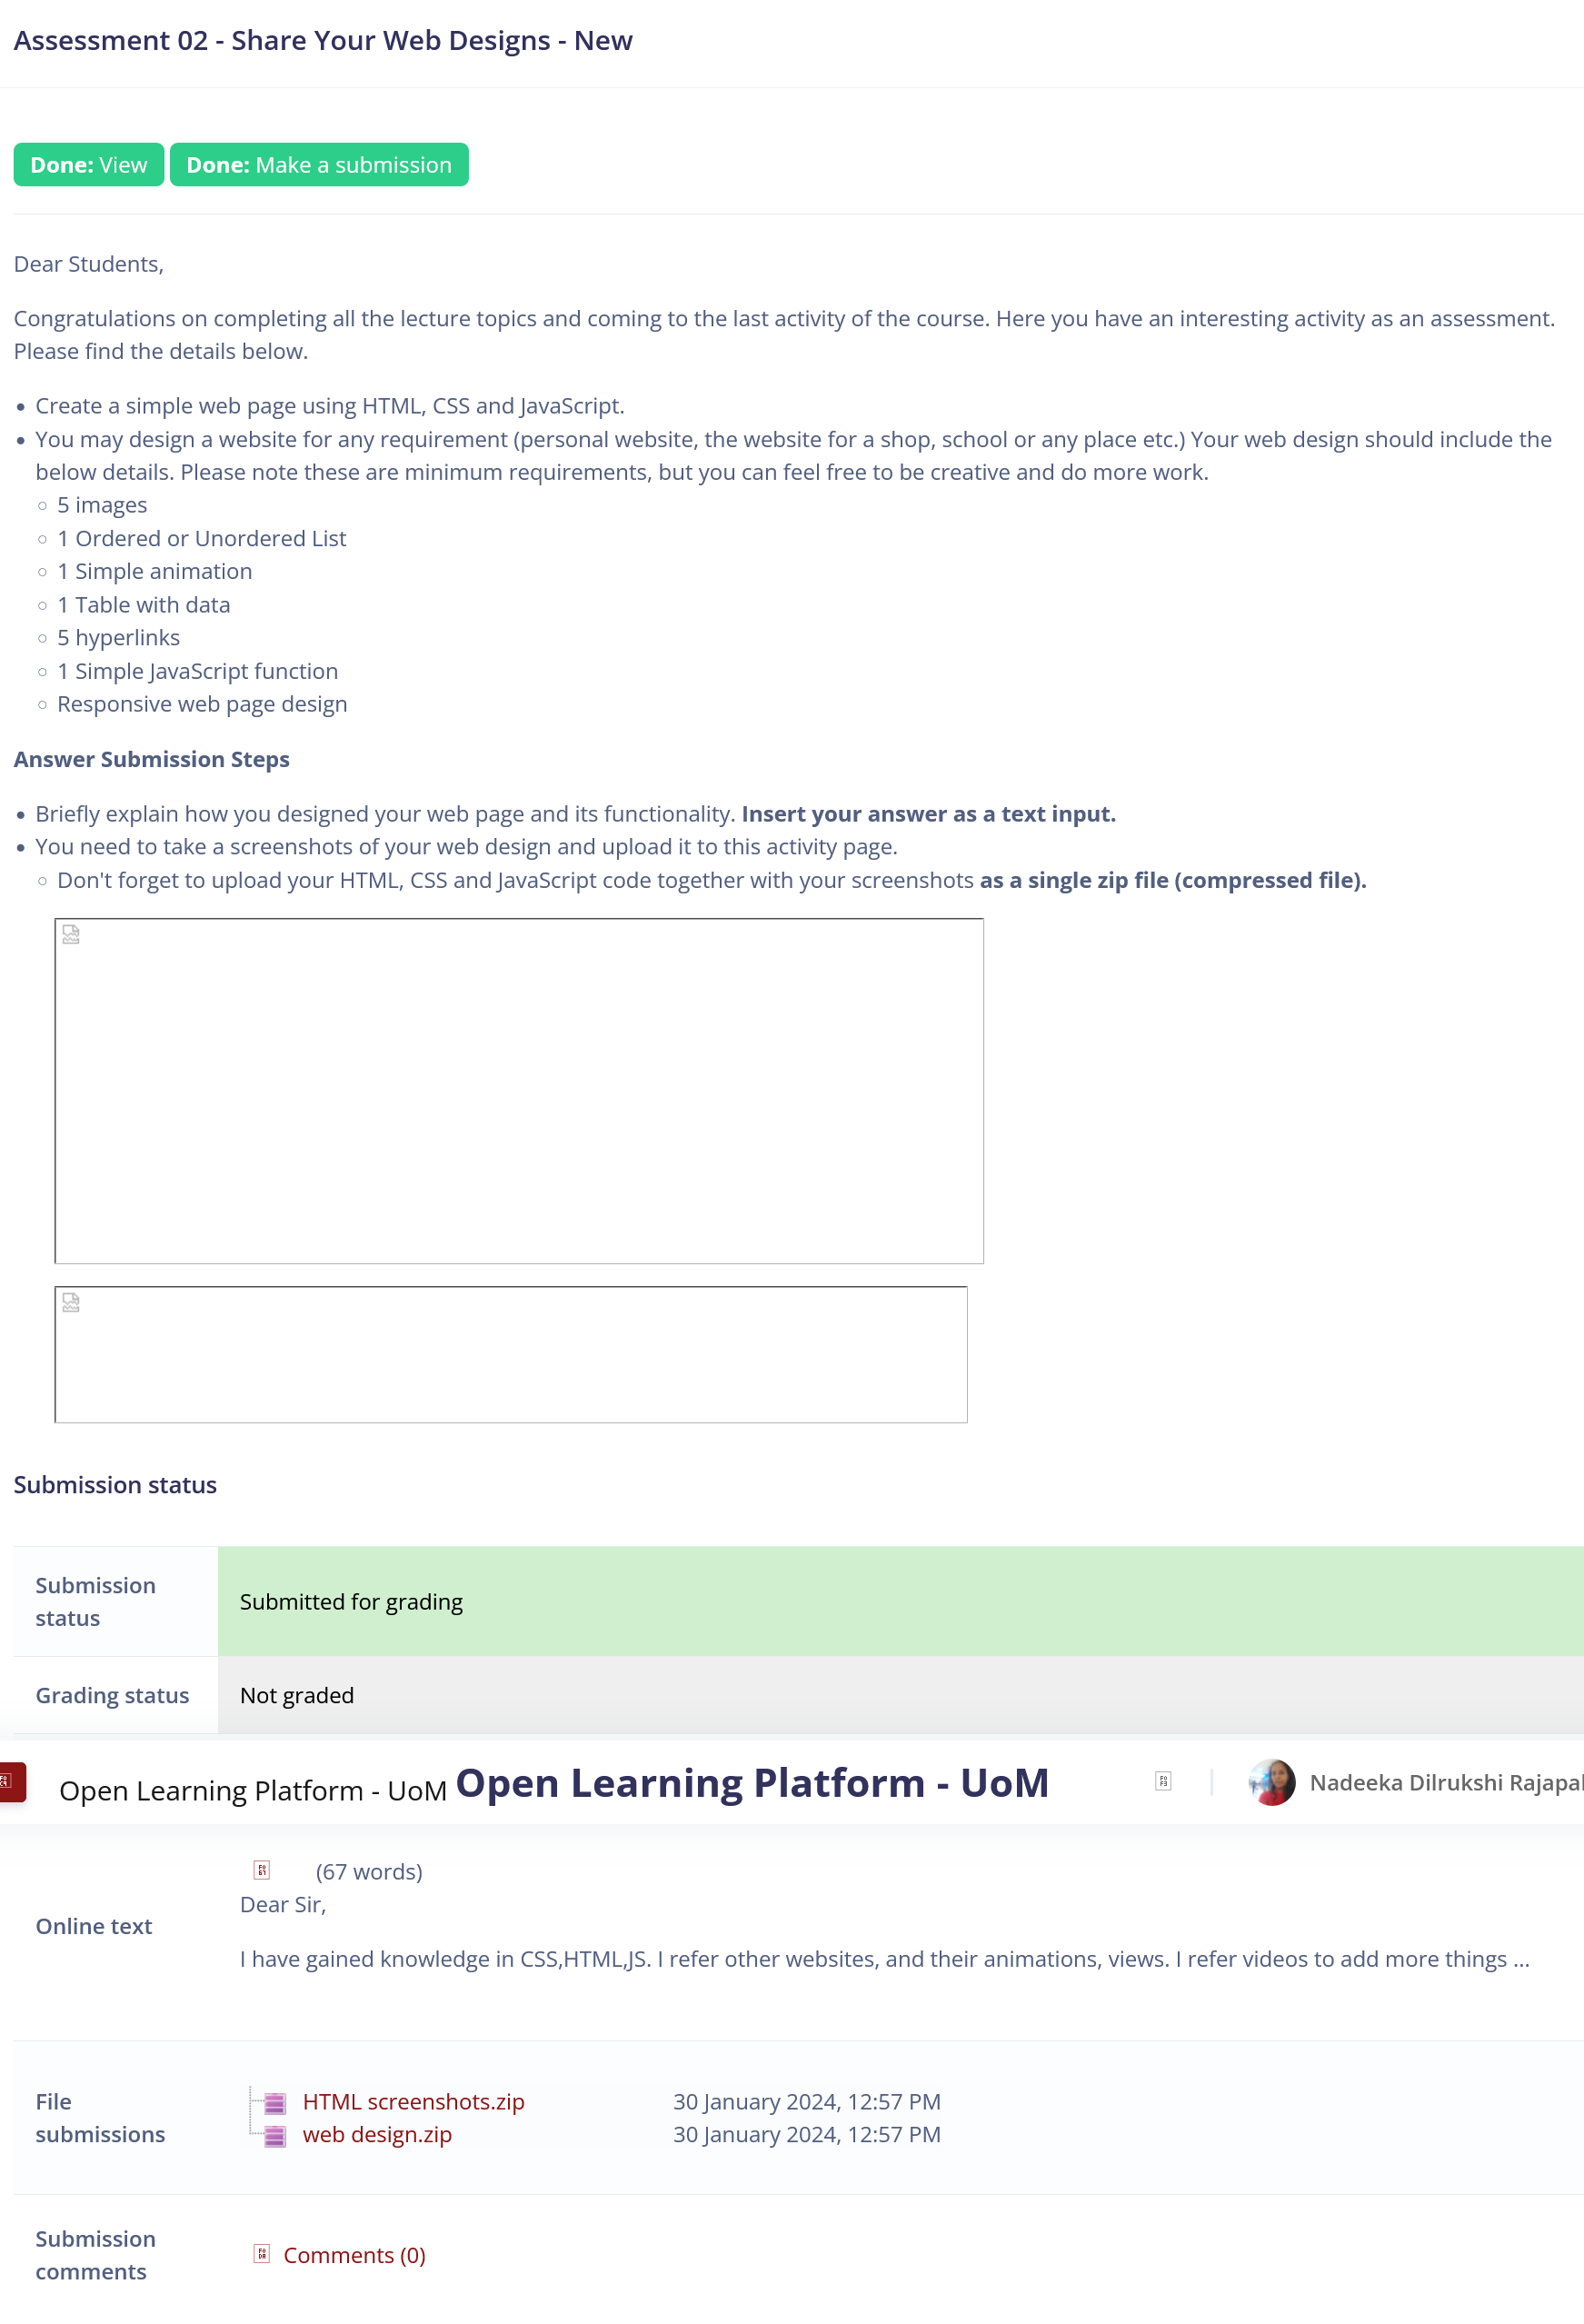 Assessment 02 - Share Your Web Designs - New
Done: View Done: Make a submission
Dear Students,
Congratulations on completing all the lecture topics and coming to the last activity of the course. Here you have an interesting activity as an assessment.
Please find the details below.
Create a simple web page using HTML, CSS and JavaScript.
You may design a website for any requirement (personal website, the website for a shop, school or any place etc.) Your web design should include the
below details. Please note these are minimum requirements, but you can feel free to be creative and do more work.
5 images
1 Ordered or Unordered List
1 Simple animation
1 Table with data
5 hyperlinks
1 Simple JavaScript function
Responsive web page design
Answer Submission Steps
Briefly explain how you designed your web page and its functionality. Insert your answer as a text input.
You need to take a screenshots of your web design and upload it to this activity page.
Don't forget to upload your HTML, CSS and JavaScript code together with your screenshots as a single zip file (compressed file).
Submission status
Submission
status
Submitted for grading
Grading status Not graded
Open Learning Platform - UoM Open Learning Platform - UoM Nadeeka Dilrukshi
(67 words)
Dear Sir,
Online text
I have gained knowledge in CSS,HTML,JS. I refer other websites, and their animations, views. I refer videos to add more things ...
File
submissions
HTML screenshots.zip 30 January 2024, 12:57 PM
web design.zip 30 January 2024, 12:57 PM
Submission
comments
Comments (0)